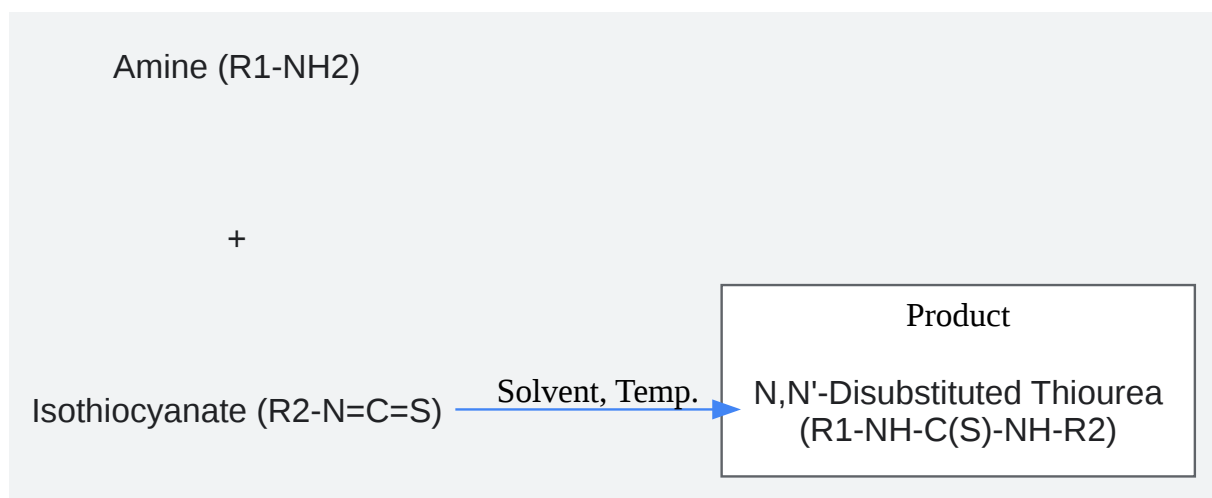 Amine (R1-NH2)
+
Isothiocyanate (R2-N=C=S)
Solvent, Temp.
Product
N,N'-Disubstituted Thiourea
(R1-NH-C(S)-NH-R2)